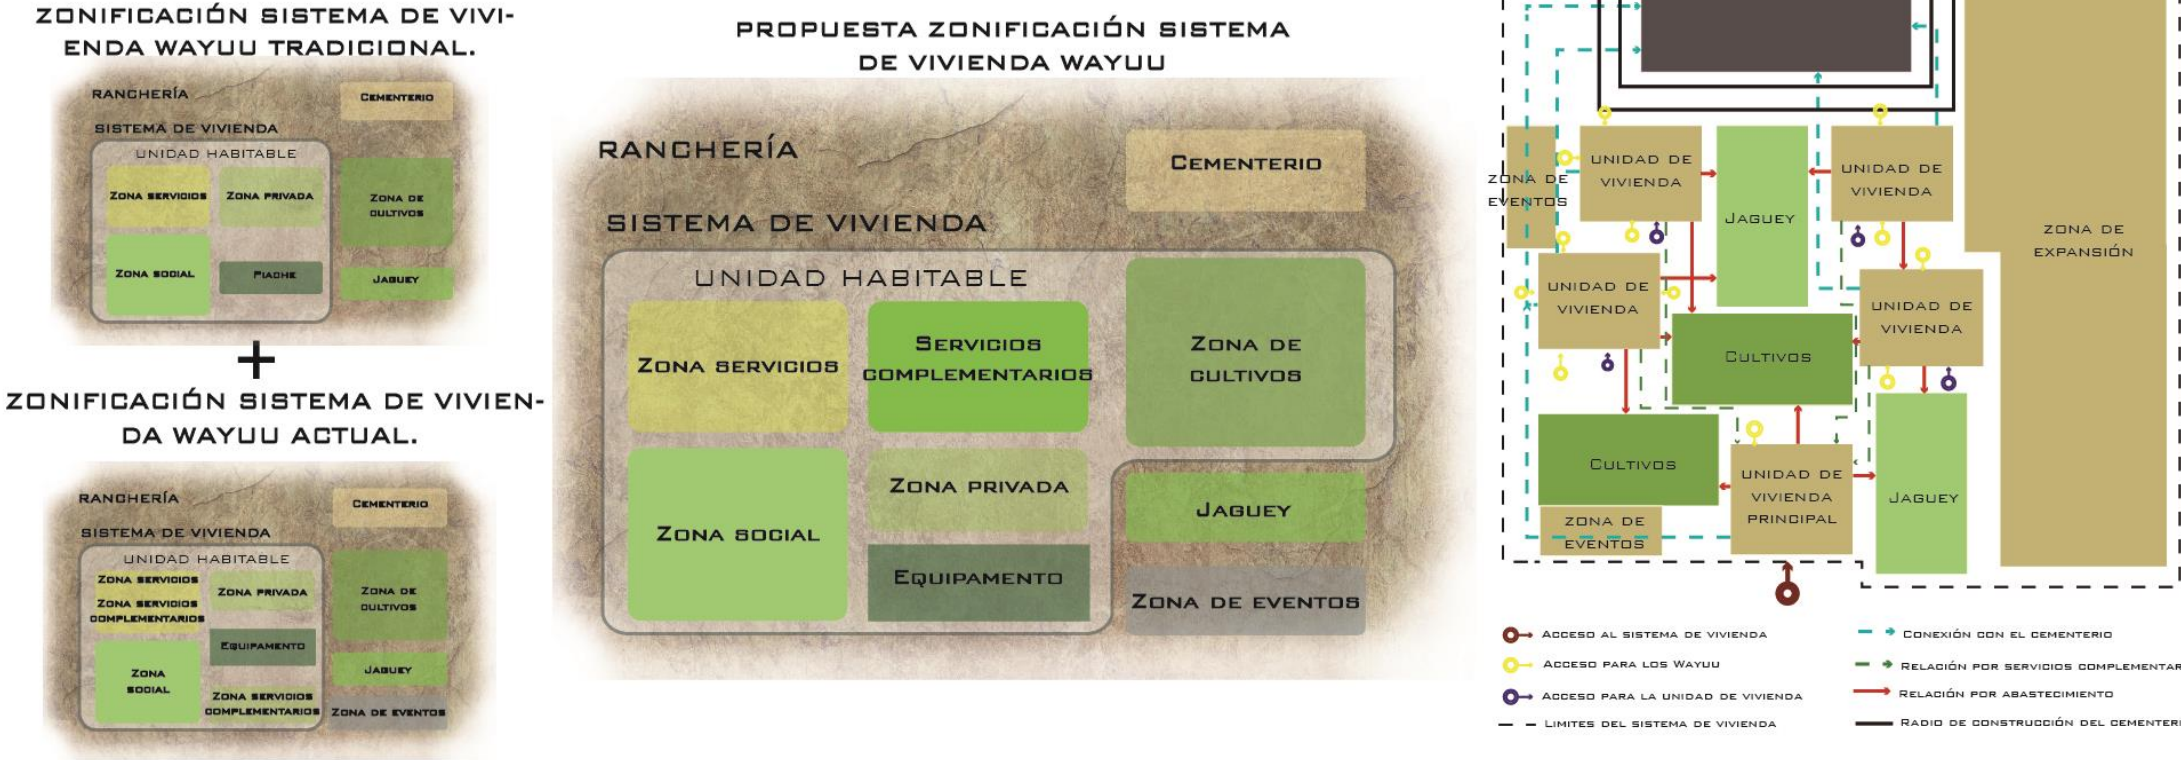 ZONIFICACIÓN SISTEMA DE VIVI-
ENDA WAYUU TRADICIONAL.
RANCHERÍA
CEMENTERIO
SISTEMA DE VIVIENDA
UNIDAD HABITABLE
ZONA SERVICIOS
ZONA PRIVADA
ZONA DE
CULTIVOS
ZONA SOCIAL
PIACHE
JAGUEY
+
ZONIFICACIÓN SISTEMA DE VIVIEN-
DA WAYUU ACTUAL.
RANCHERÍA
CEMENTERIO
SISTEMA DE VIVIENDA
UNIDAD HABITABLE
ZONA SERVICIOS
ZONA SERVICIOS
COMPLEMENTARIOS
ZONA PRIVADA
ZONA DE
CULTIVOS
EQUIPAMENTO
ZONA
SOCIAL
JAGUEY
ZONA SERVICIOS
COMPLEMENTARIOS
ZONA DE EVENTOS
PROPUESTA ZONIFICACIÓN SISTEMA
DE VIVIENDA WAYUU
RANCHERÍA
CEMENTERIO
SISTEMA DE VIVIENDA
UNIDAD HABITABLE
ZONA SERVICIOS
SERVICIOS
COMPLEMENTARIOS
ZONA DE
CULTIVOS
ZONA PRIVADA
ZONA SOCIAL
JAGUEY
EQUIPAMENTO
ZONA DE EVENTOS
ZONA DE
EVENTOS
UNIDAD DE
VIVIENDA
JAGUEY
UNIDAD DE
VIVIENDA
ZONA DE
EXPANSIÓN
UNIDAD DE
VIVIENDA
UNIDAD DE
VIVIENDA
CULTIVOS
CULTIVOS
UNIDAD DE
VIVIENDA
PRINCIPAL
JAGUEY
ZONA DE
EVENTOS
ACCESO AL SISTEMA DE VIVIENDA
ACCESO PARA LOS WAYUU
ACCESO PARA LA UNIDAD DE VIVIENDA
LIMITES DEL SISTEMA DE VIVIENDA
CONEXIÓN CON EL CEMENTERIO
RELACIÓN POR SERVICIOS COMPLEMENTAR
RELACIÓN POR ABASTECIMIENTO
RADIO DE CONSTRUCCIÓN DEL CEMENTERI